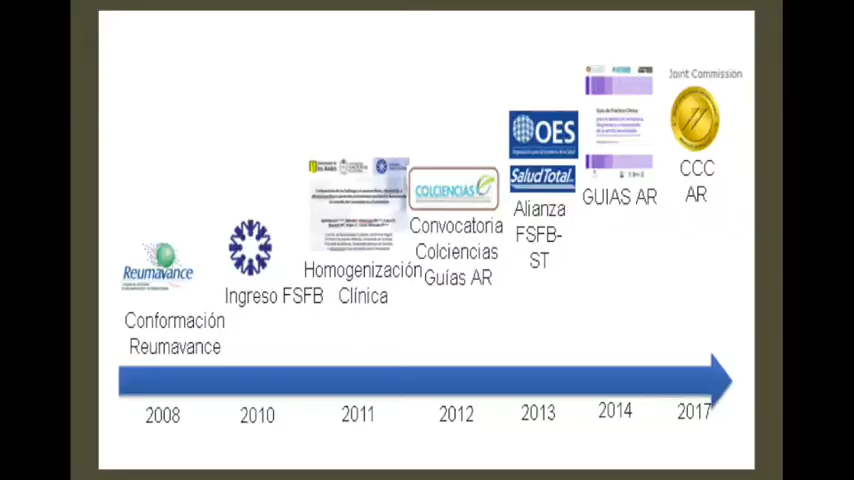 Joint Commission
OES
SaludTotal
COLCIENCIAS
Reumavance
CCC
AR
GUIAS AR
Alianza
FSFB-
ST
Convocatoria
Colciencias
Guías AR
Homogenización
Clínica
Ingreso FSFB
Conformación
Reumavance
2008
2010
2011
2012
2013
2014
2017